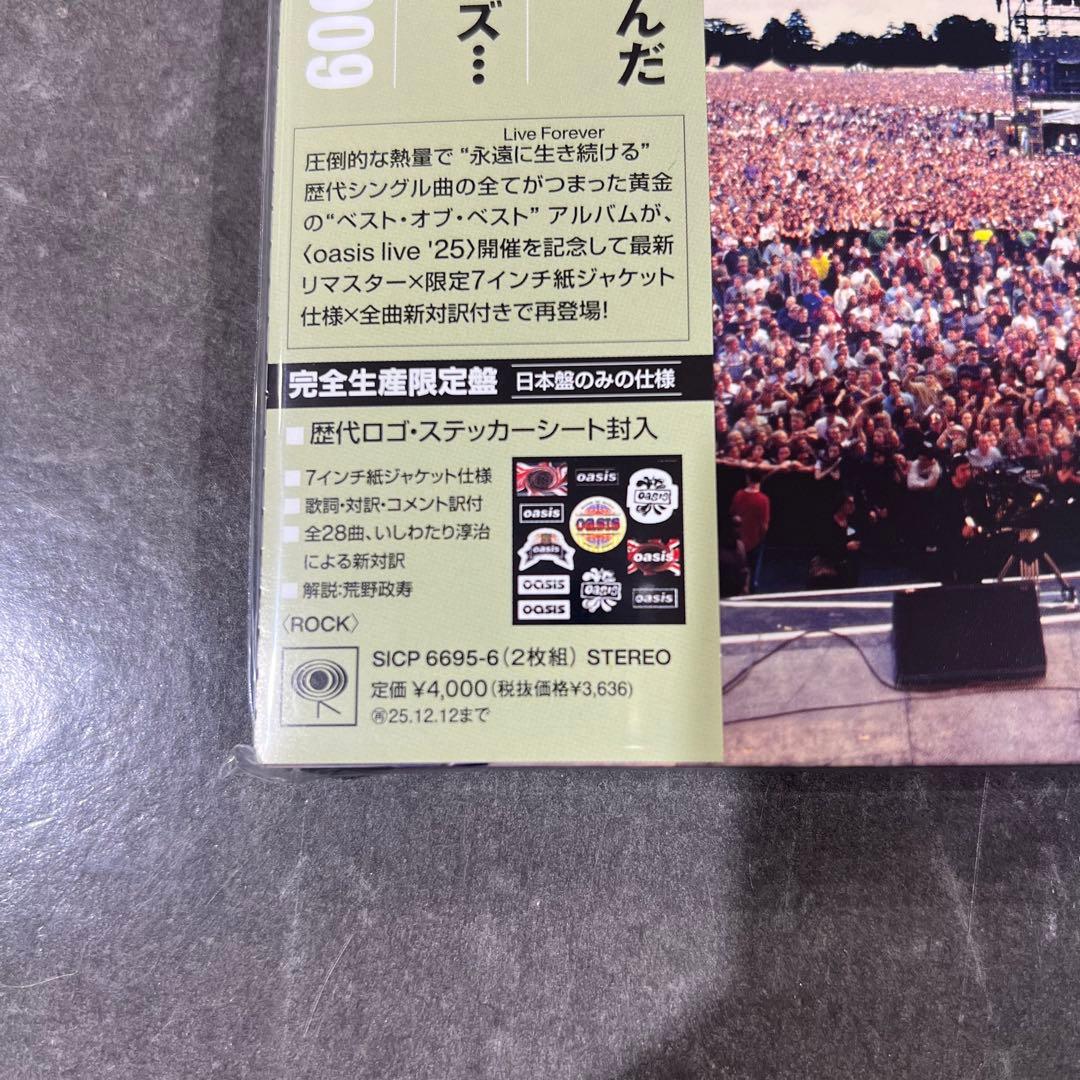 009
ズ…
んだ
Live Forever
圧倒的な熱量で“永遠に生き続ける”
歴代シングル曲の全てがつまった黄金
の“ベスト・オブ・ベスト”アルバムが、
〈oasis live '25〉開催を記念して最新
リマスター×限定7インチ紙ジャケット
仕様×全曲新対訳付きで再登場!
完全生産限定盤 日本盤のみの仕様
■歴代ロゴ・ステッカーシート封入
■7インチ紙ジャケット仕様
■歌詞・対訳・コメント訳付
■全28曲、いしわたり淳治
による新対訳
■解説:荒野政寿
oasis
oasis
oasis
oasis
oasis
oasis
oasis
oasis
oasis
oasis
〈ROCK〉
SICP 6695-6(2枚組) STEREO
定価 ¥4,000(税抜価格¥3,636)
㋐25.12.12まで